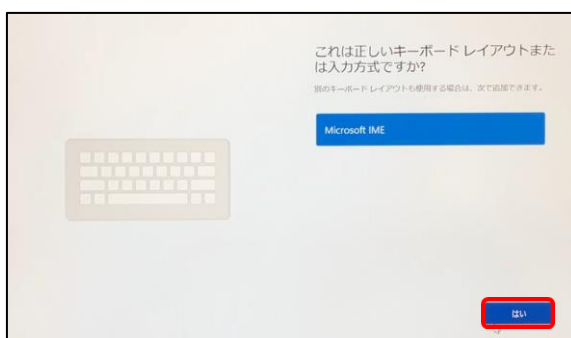 これは正しいキーボード レイアウトまた
は入力方式ですか?
別のキーボード レイアウトも使用する場合は、次で追加できます。
Microsoft IME
はい